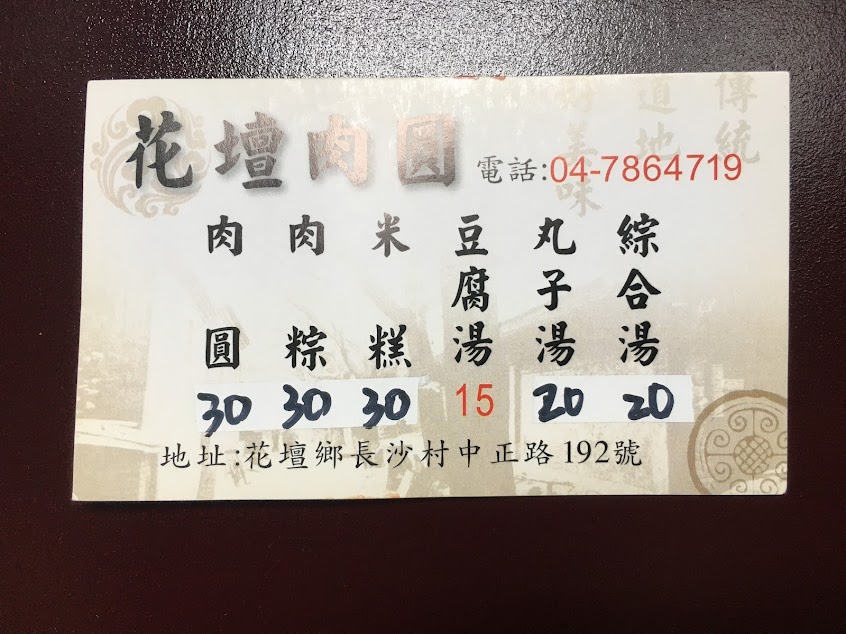 花壇肉圓
電話:04-7864719
傳統
道地
美味
肉圓 30
肉粽 30
米糕 30
豆腐湯 15
丸子湯 20
綜合湯 20
地址:花壇鄉長沙村中正路192號